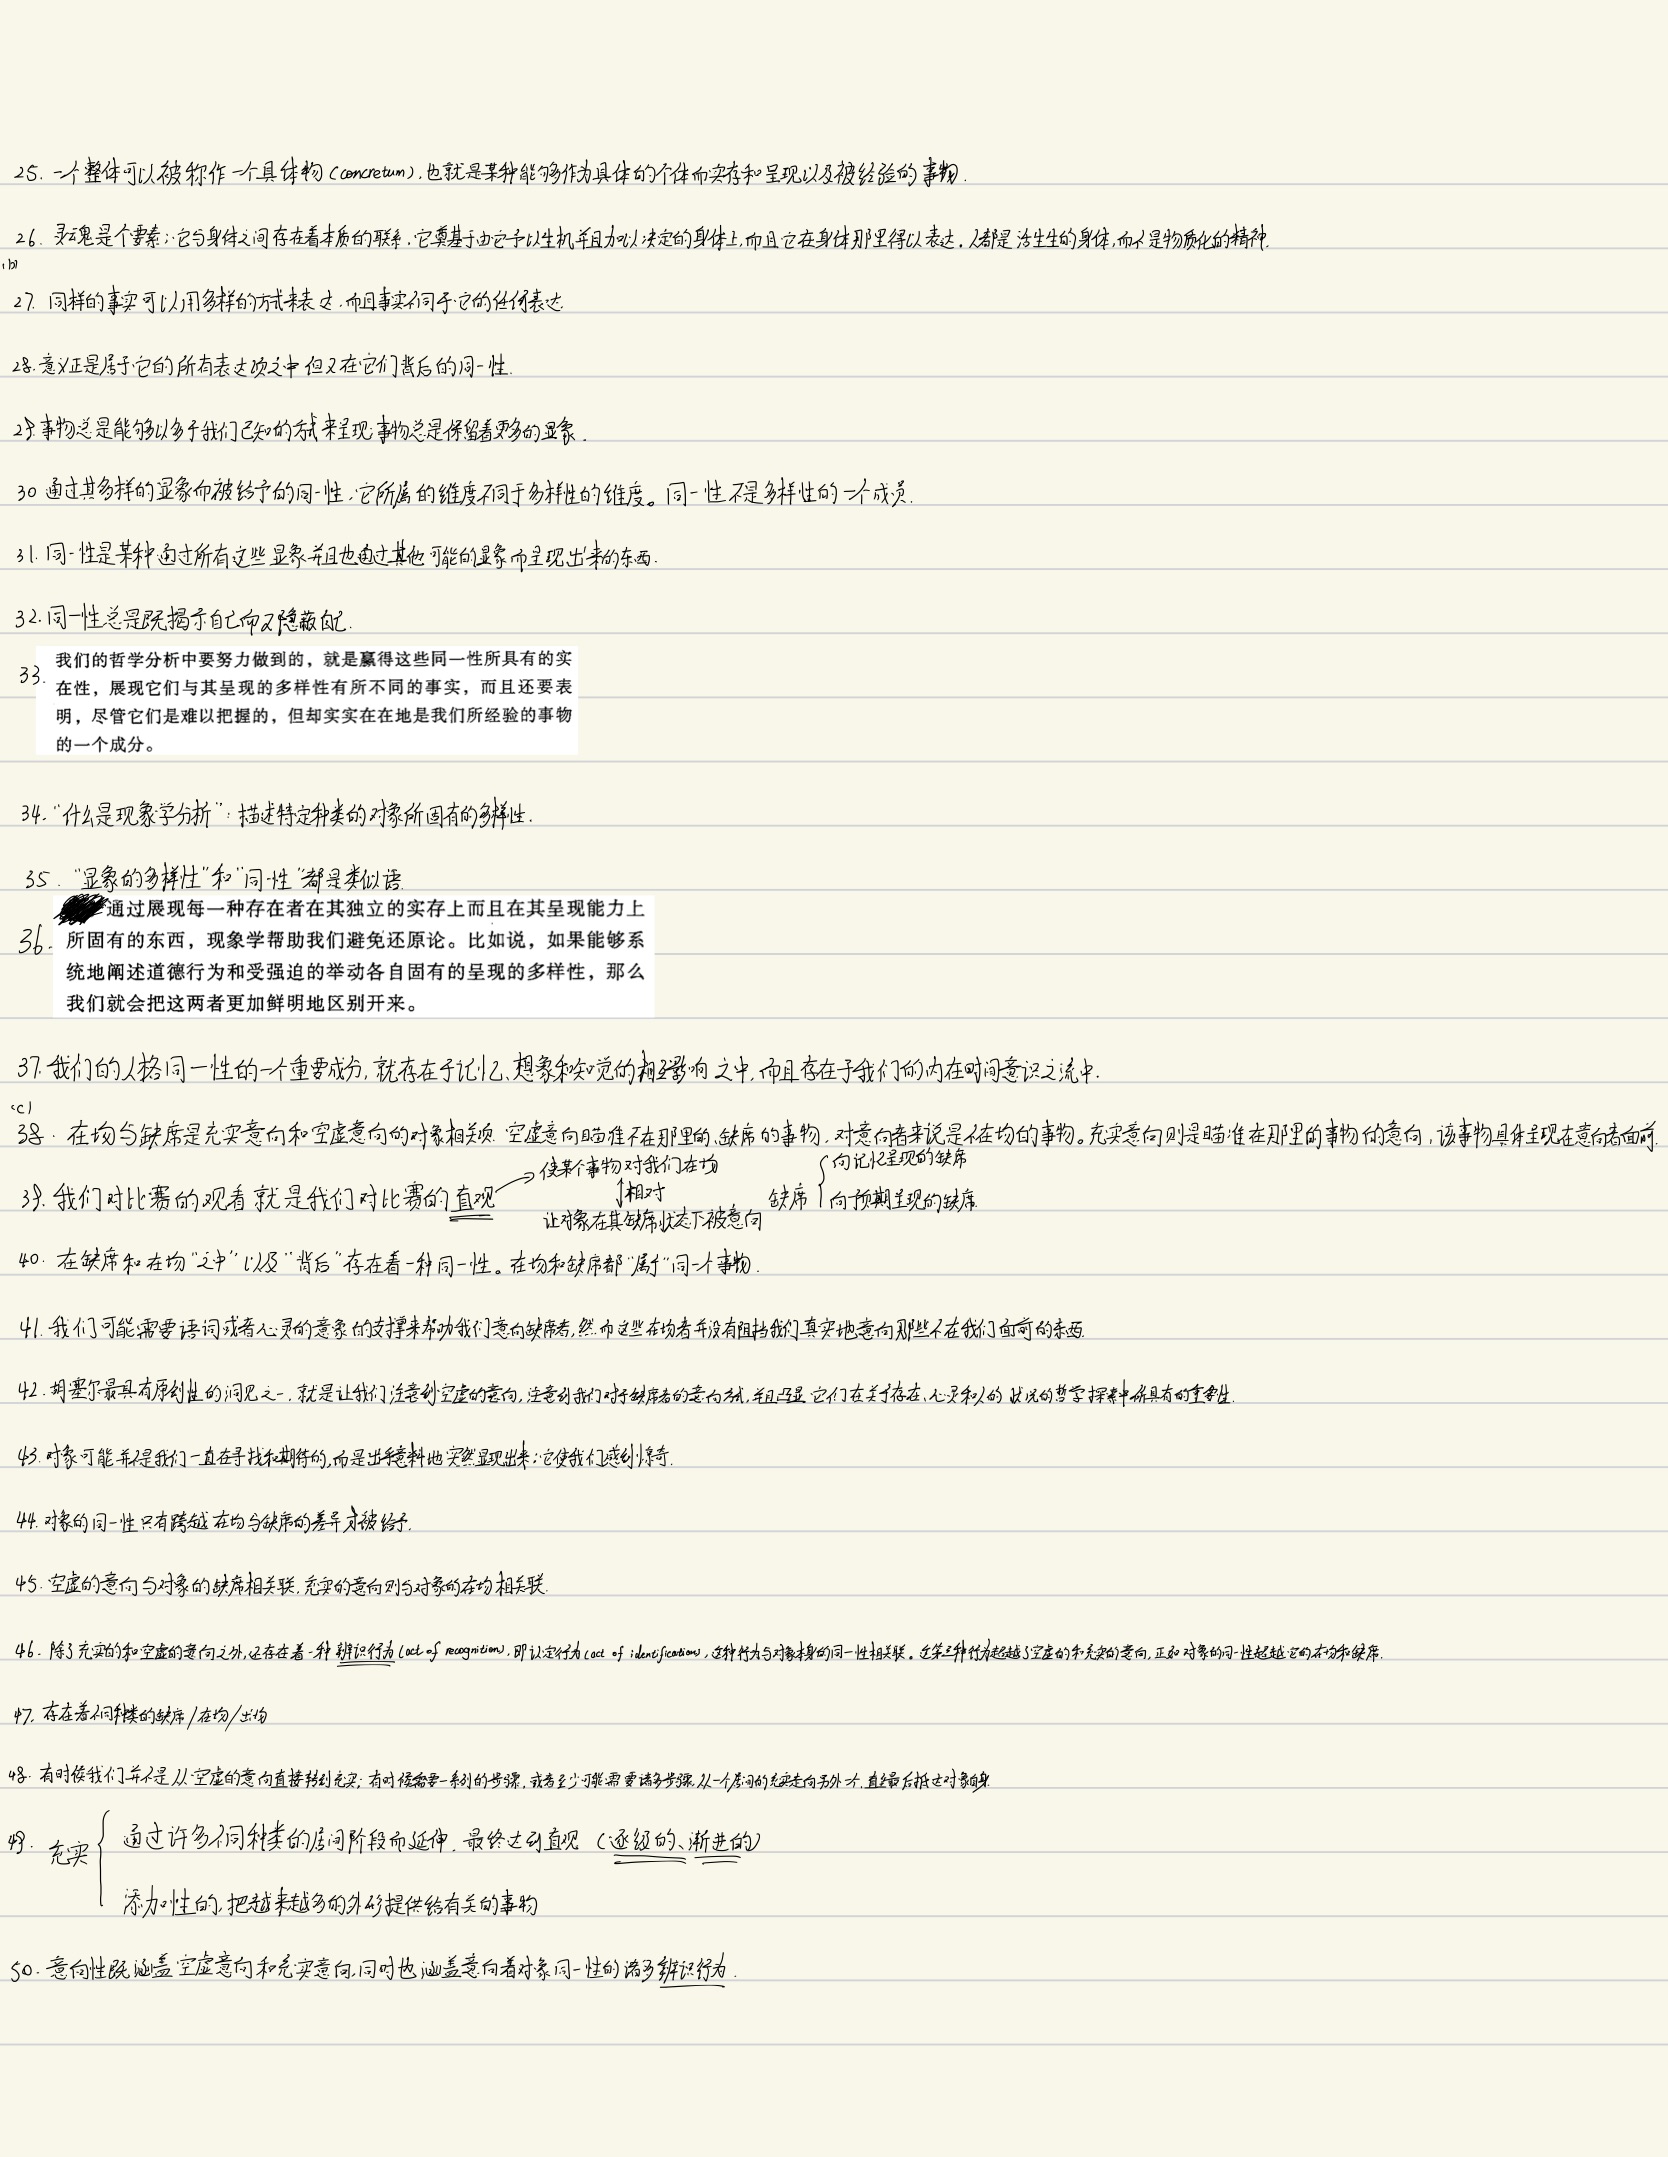 25. 一个整体可以被称作一个具体物（concretum），也就是某种能够作为具体的个体而实存和呈现以及被经验的事物.
26. 灵魂是个要素；它与身体之间存在着本质的联系，它奠基于由它予以生机并且加以决定的身体上，而且它在身体那里得以表达. 人都是活生生的身体，而不是物质化的精神.
(b)
27. 同样的事实可以用多样的方式来表达，而且事实不同于它的任何表达.
28. 意义正是居于它的所有表达项之中但又在它们背后的同一性.
29. 事物总是能够以多于我们已知的方式来呈现；事物总是保留着更多的显象.
30 通过其多样的显象而被给予的同一性，它所属的维度不同于多样性的维度。同一性不是多样性的一个成员.
31. 同一性是某种通过所有这些显象并且也通过其他可能的显象而呈现出来的东西.
32. 同一性总是既揭示自己而又隐蔽自己.
33. 我们的哲学分析中要努力做到的，就是赢得这些同一性所具有的实
在性，展现它们与其呈现的多样性有所不同的事实，而且还要表
明，尽管它们是难以把握的，但却实实在在地是我们所经验的事物
的一个成分。
34. “什么是现象学分析”：描述特定种类的对象所固有的多样性.
35. “显象的多样性”和“同一性”都是类似语.
通过展现每一种存在者在其独立的实存上而且在其呈现能力上
36. 所固有的东西，现象学帮助我们避免还原论。比如说，如果能够系
统地阐述道德行为和受强迫的举动各自固有的呈现的多样性，那么
我们就会把这两者更加鲜明地区别开来。
37. 我们的人格同一性的一个重要成分，就存在于记忆、想象和知觉的相互影响之中，而且存在于我们的内在时间意识之流中.
(c)
38. 在场与缺席是充实意向和空虚意向的对象相关项. 空虚意向瞄准不在那里的、缺席的事物，对意向者来说是不在场的事物。充实意向则是瞄准在那里的事物的意向，该事物具体呈现在意向者面前.
39. 我们对比赛的观看就是我们对比赛的直观
使某个事物对我们在场
相对
让对象在其缺席状态下被意向
缺席
向记忆呈现的缺席
向预期呈现的缺席
40. 在缺席和在场“之中”以及“背后”存在着一种同一性。在场和缺席都“属于”同一个事物.
41. 我们可能需要语词或者心灵的意象的支撑来帮助我们意向缺席者，然而这些在场者并没有阻挡我们真实地意向那些不在我们面前的东西.
42. 胡塞尔最具有原创性的洞见之一，就是让我们注意到空虚的意向，注意到我们对于缺席者的意向方式，并且凸显它们在关于存在、心灵和人的状况的哲学探索中所具有的重要性.
43. 对象可能并不是我们一直在寻找和期待的，而是出乎意料地突然显现出来；它使我们感到惊奇.
44. 对象的同一性只有跨越在场与缺席的差异才被给予.
45. 空虚的意向与对象的缺席相关联，充实的意向则与对象的在场相关联.
46. 除了充实的和空虚的意向之外，还存在着一种辨识行为（act of recognition），即认定行为（act of identification），这种行为与对象本身的同一性相关联。这第三种行为超越了空虚的和充实的意向，正如对象的同一性超越它的在场和缺席.
47. 存在着不同种类的缺席/在场/出场
48. 有时候我们并不是从空虚的意向直接转到充实；有时候需要一系列的步骤，或者至少可能需要诸多步骤，从一个居间的充实走向另外一个，直至最后抵达对象自身.
49. 充实
通过许多不同种类的居间阶段而延伸，最终达到直观（逐级的、渐进的）
添加性的，把越来越多的外形提供给有关的事物
50. 意向性既涵盖空虚意向和充实意向，同时也涵盖意向着对象同一性的诸多辨识行为.